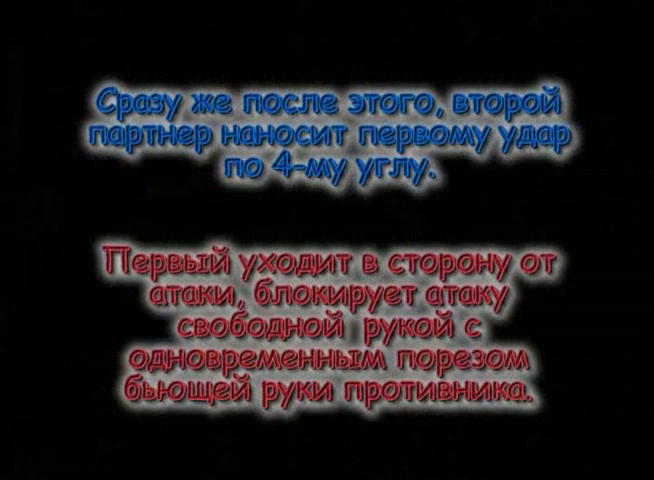 Сразу же после этого, второй
партнер наносит первому удар
по 4-му углу.
Первый уходит в сторону от
атаки, блокирует атаку
свободной рукой с
одновременным порезом
бьющей руки противника.